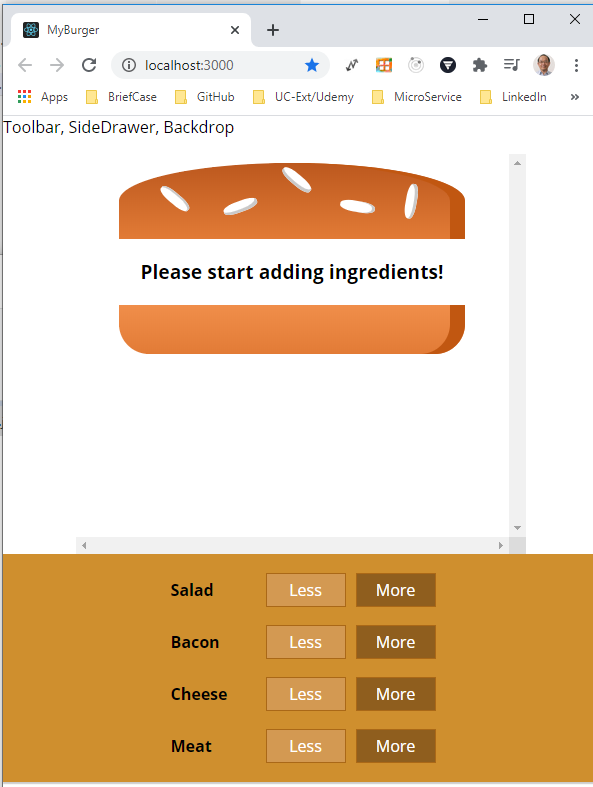 MyBurger
localhost:3000
Apps BriefCase GitHub UC-Ext/Udemy MicroService LinkedIn »
Toolbar, SideDrawer, Backdrop
Please start adding ingredients!
Salad Less More
Bacon Less More
Cheese Less More
Meat Less More